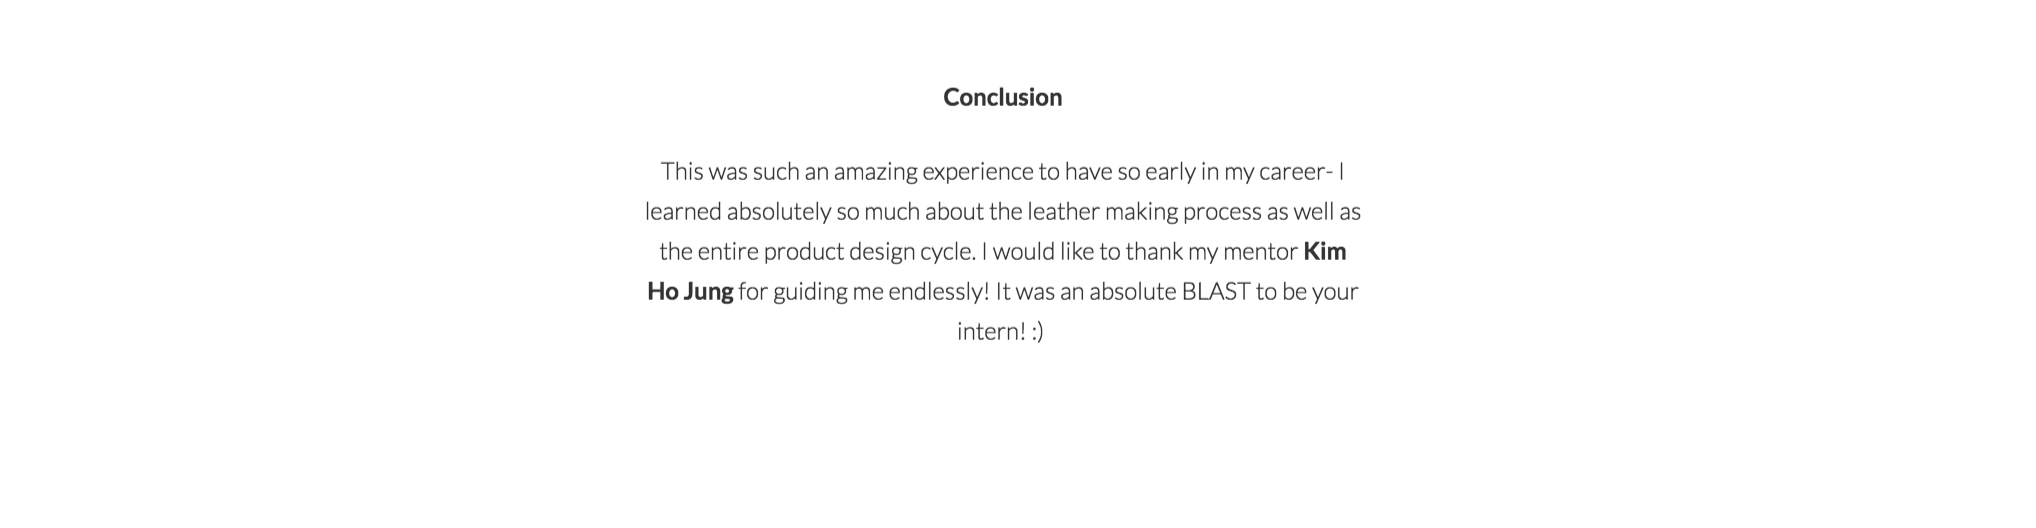 Conclusion
This was such an amazing experience to have so early in my career- I
learned absolutely so much about the leather making process as well as
the entire product design cycle. I would like to thank my mentor Kim
Ho Jung for guiding me endlessly! It was an absolute BLAST to be your
intern! :)